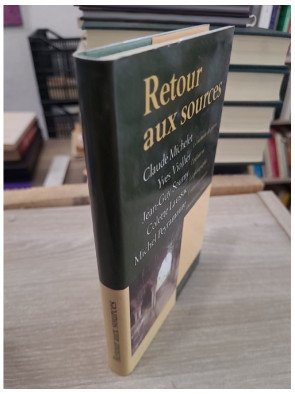 Retour
aux sources
Claude Michelet
Yves Viollier
Jean-Guy Soumy
Colette Laussac
Michel Peyramaure
Retour aux sources